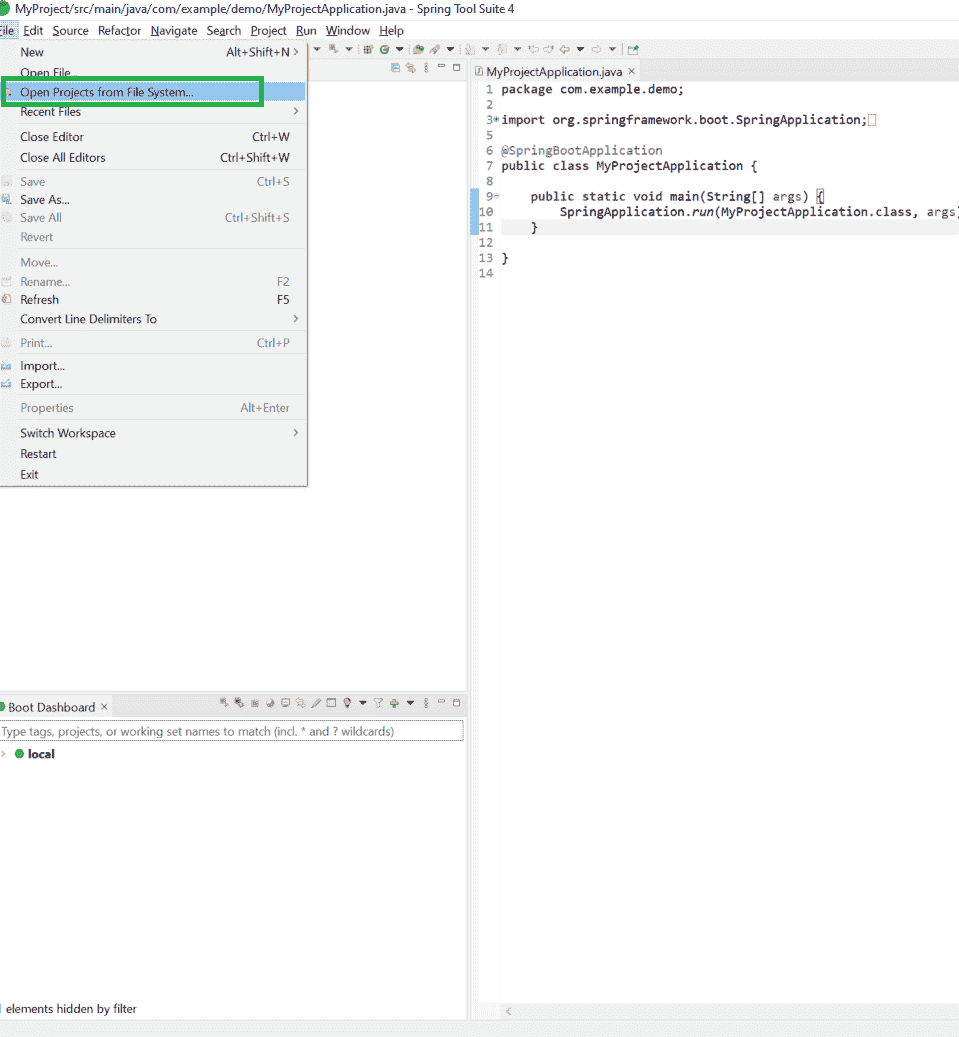 MyProject/src/main/java/com/example/demo/MyProjectApplication.java - Spring Tool Suite 4
File Edit Source Refactor Navigate Search Project Run Window Help
New Alt+Shift+N
Open File...
Open Projects from File System...
Recent Files
Close Editor Ctrl+W
Close All Editors Ctrl+Shift+W
Save Ctrl+S
Save As...
Save All Ctrl+Shift+S
Revert
Move...
Rename... F2
Refresh F5
Convert Line Delimiters To
Print... Ctrl+P
Import...
Export...
Properties Alt+Enter
Switch Workspace
Restart
Exit
MyProjectApplication.java
1 package com.example.demo;
2
3 import org.springframework.boot.SpringApplication;
5
6 @SpringBootApplication
7 public class MyProjectApplication {
8
9 public static void main(String[] args) {
10 SpringApplication.run(MyProjectApplication.class, args)
11 }
12
13 }
14
Boot Dashboard
Type tags, projects, or working set names to match (incl. * and ? wildcards)
local
elements hidden by filter